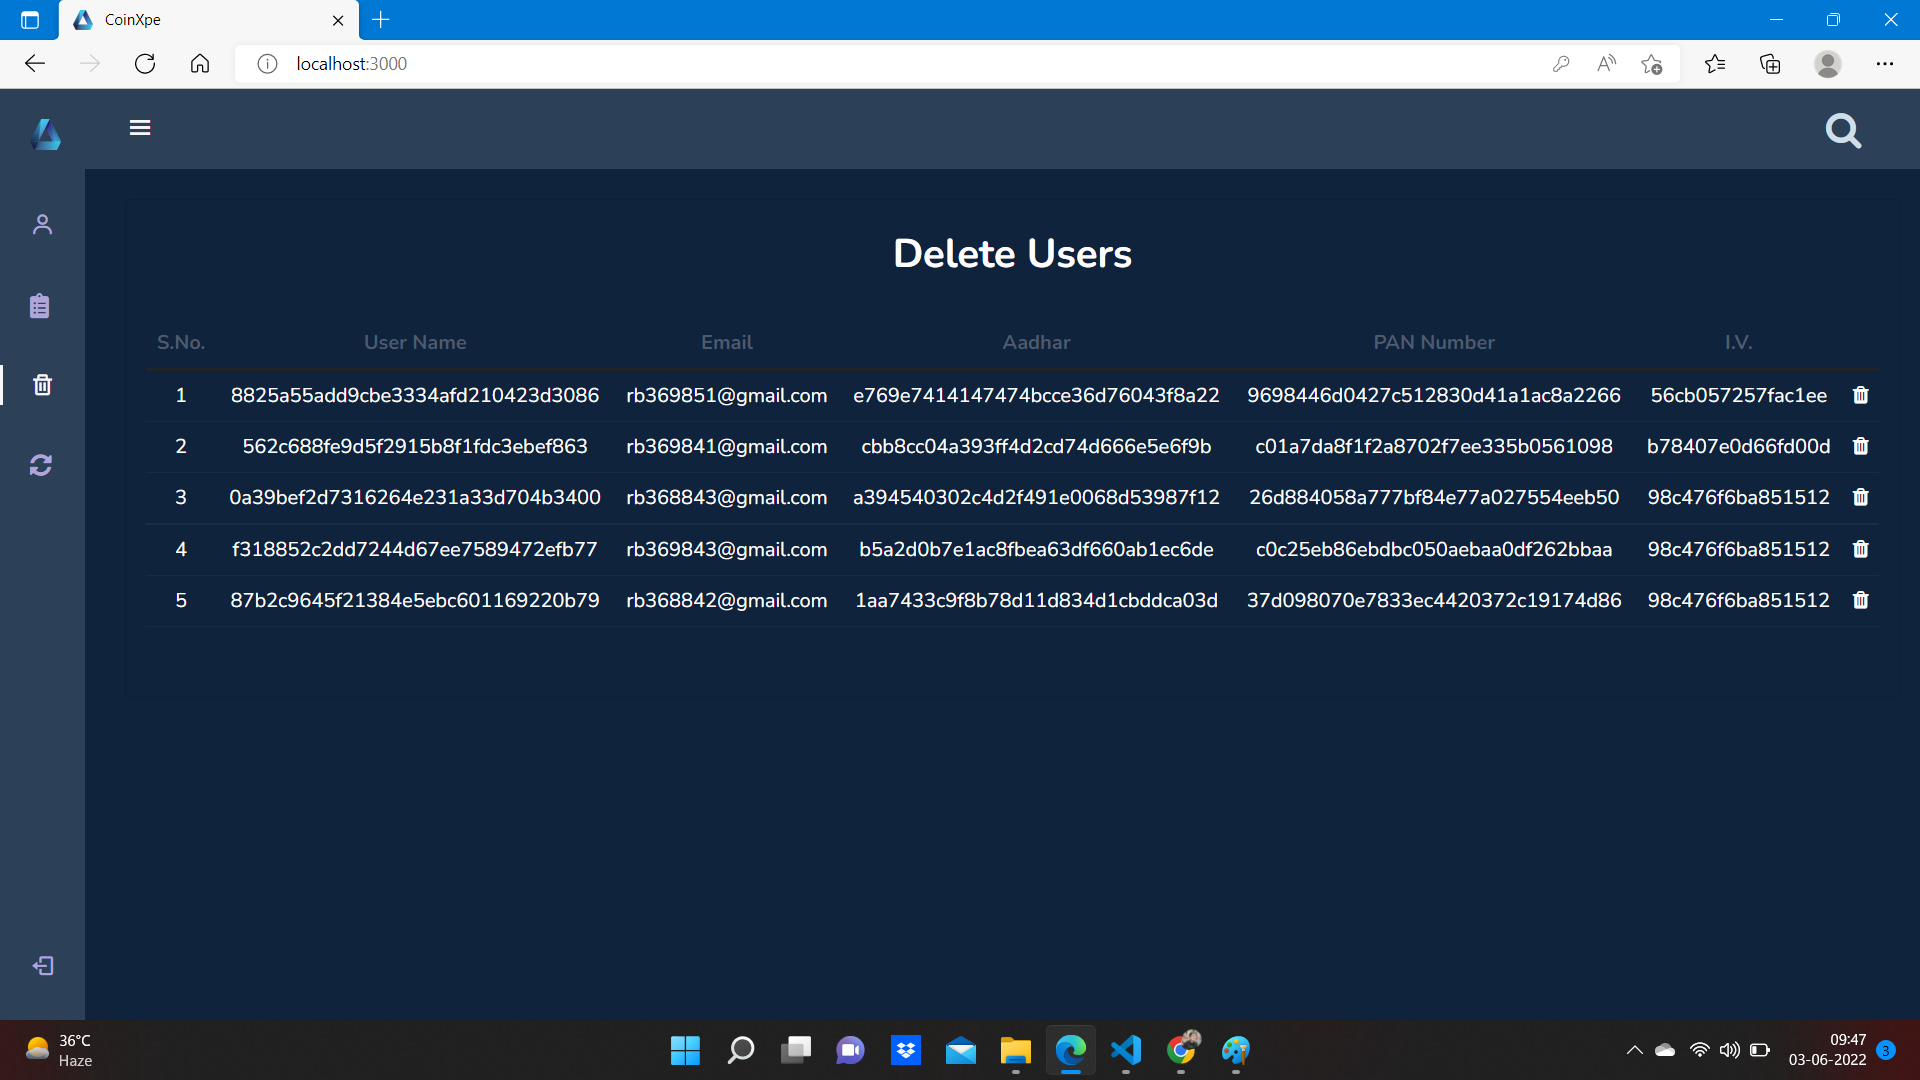 CoinXpe
localhost:3000
Delete Users
S.No. User Name Email Aadhar PAN Number I.V.
1 8825a55add9cbe3334afd210423d3086 rb369851@gmail.com e769e7414147474bcce36d76043f8a22 9698446d0427c512830d41a1ac8a2266 56cb057257fac1ee
2 562c688fe9d5f2915b8f1fdc3ebef863 rb369841@gmail.com cbb8cc04a393ff4d2cd74d666e5e6f9b c01a7da8f1f2a8702f7ee335b0561098 b78407e0d66fd00d
3 0a39bef2d7316264e231a33d704b3400 rb368843@gmail.com a394540302c4d2f491e0068d53987f12 26d884058a777bf84e77a027554eeb50 98c476f6ba851512
4 f318852c2dd7244d67ee7589472efb77 rb369843@gmail.com b5a2d0b7e1ac8fbea63df660ab1ec6de c0c25eb86ebdbc050aebaa0df262bbaa 98c476f6ba851512
5 87b2c9645f21384e5ebc601169220b79 rb368842@gmail.com 1aa7433c9f8b78d11d834d1cbddca03d 37d098070e7833ec4420372c19174d86 98c476f6ba851512
36°C
Haze
09:47
03-06-2022
3